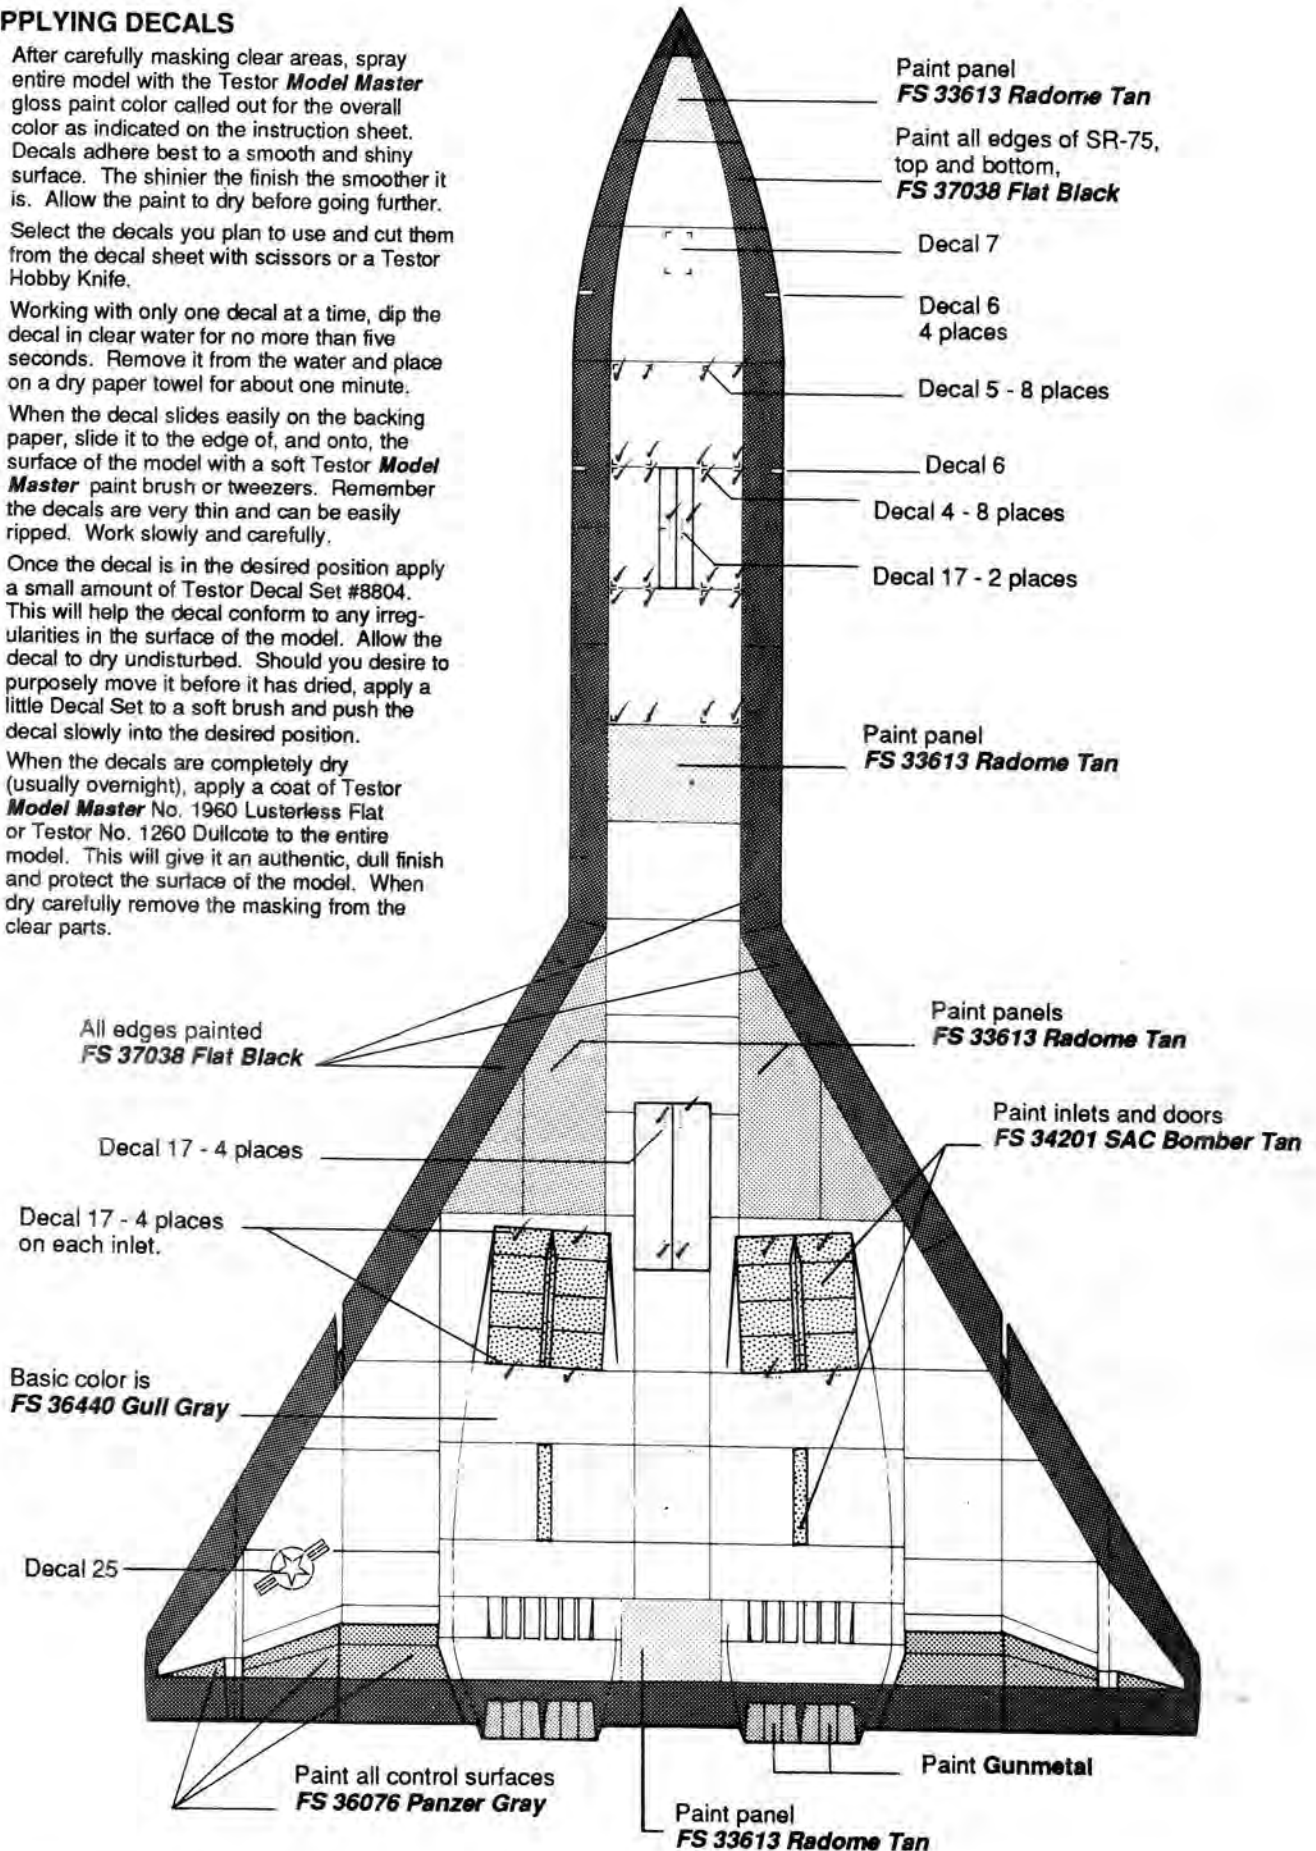 PPLYING DECALS
After carefully masking clear areas, spray
entire model with the Testor Model Master
gloss paint color called out for the overall
color as indicated on the instruction sheet.
Decals adhere best to a smooth and shiny
surface. The shinier the finish the smoother it
is. Allow the paint to dry before going further.
Select the decals you plan to use and cut them
from the decal sheet with scissors or a Testor
Hobby Knife.
Working with only one decal at a time, dip the
decal in clear water for no more than five
seconds. Remove it from the water and place
on a dry paper towel for about one minute.
When the decal slides easily on the backing
paper, slide it to the edge of, and onto, the
surface of the model with a soft Testor Model
Master paint brush or tweezers. Remember
the decals are very thin and can be easily
ripped. Work slowly and carefully.
Once the decal is in the desired position apply
a small amount of Testor Decal Set #8804.
This will help the decal conform to any irreg-
ularities in the surface of the model. Allow the
decal to dry undisturbed. Should you desire to
purposely move it before it has dried, apply a
little Decal Set to a soft brush and push the
decal slowly into the desired position.
When the decals are completely dry
(usually overnight), apply a coat of Testor
Model Master No. 1960 Lusterless Flat
or Testor No. 1260 Dullcote to the entire
model. This will give it an authentic, dull finish
and protect the surface of the model. When
dry carefully remove the masking from the
clear parts.
Paint panel
FS 33613 Radome Tan
Paint all edges of SR-75,
top and bottom,
FS 37038 Flat Black
Decal 7
Decal 6
4 places
Decal 5 - 8 places
Decal 6
Decal 4 - 8 places
Decal 17 - 2 places
Paint panel
FS 33613 Radome Tan
All edges painted
FS 37038 Flat Black
Paint panels
FS 33613 Radome Tan
Decal 17 - 4 places
Paint inlets and doors
FS 34201 SAC Bomber Tan
Decal 17 - 4 places
on each inlet.
Basic color is
FS 36440 Gull Gray
Decal 25
Paint all control surfaces
FS 36076 Panzer Gray
Paint Gunmetal
Paint panel
FS 33613 Radome Tan